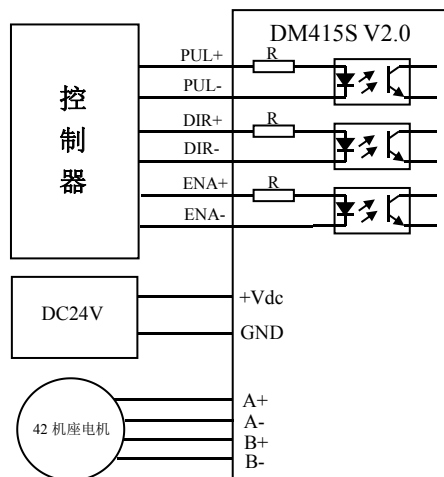 DM415S V2.0
控制器
PUL+
R
PUL-
DIR+
R
DIR-
ENA+
R
ENA-
DC24V
+Vdc
GND
42 机座电机
A+
A-
B+
B-